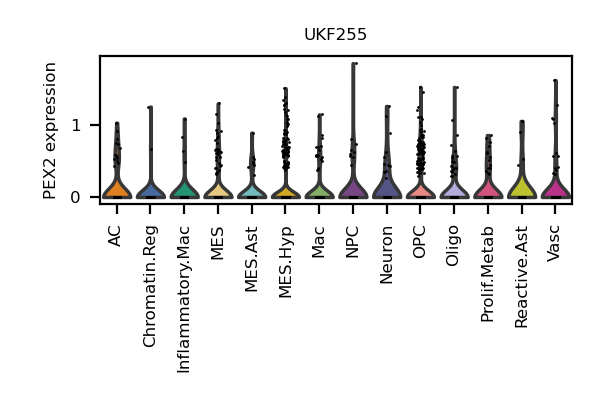 UKF255
PEX2 expression
1
0
AC
Chromatin.Reg
Inflammatory.Mac
MES
MES.Ast
MES.Hyp
Mac
NPC
Neuron
OPC
Oligo
Prolif.Metab
Reactive.Ast
Vasc